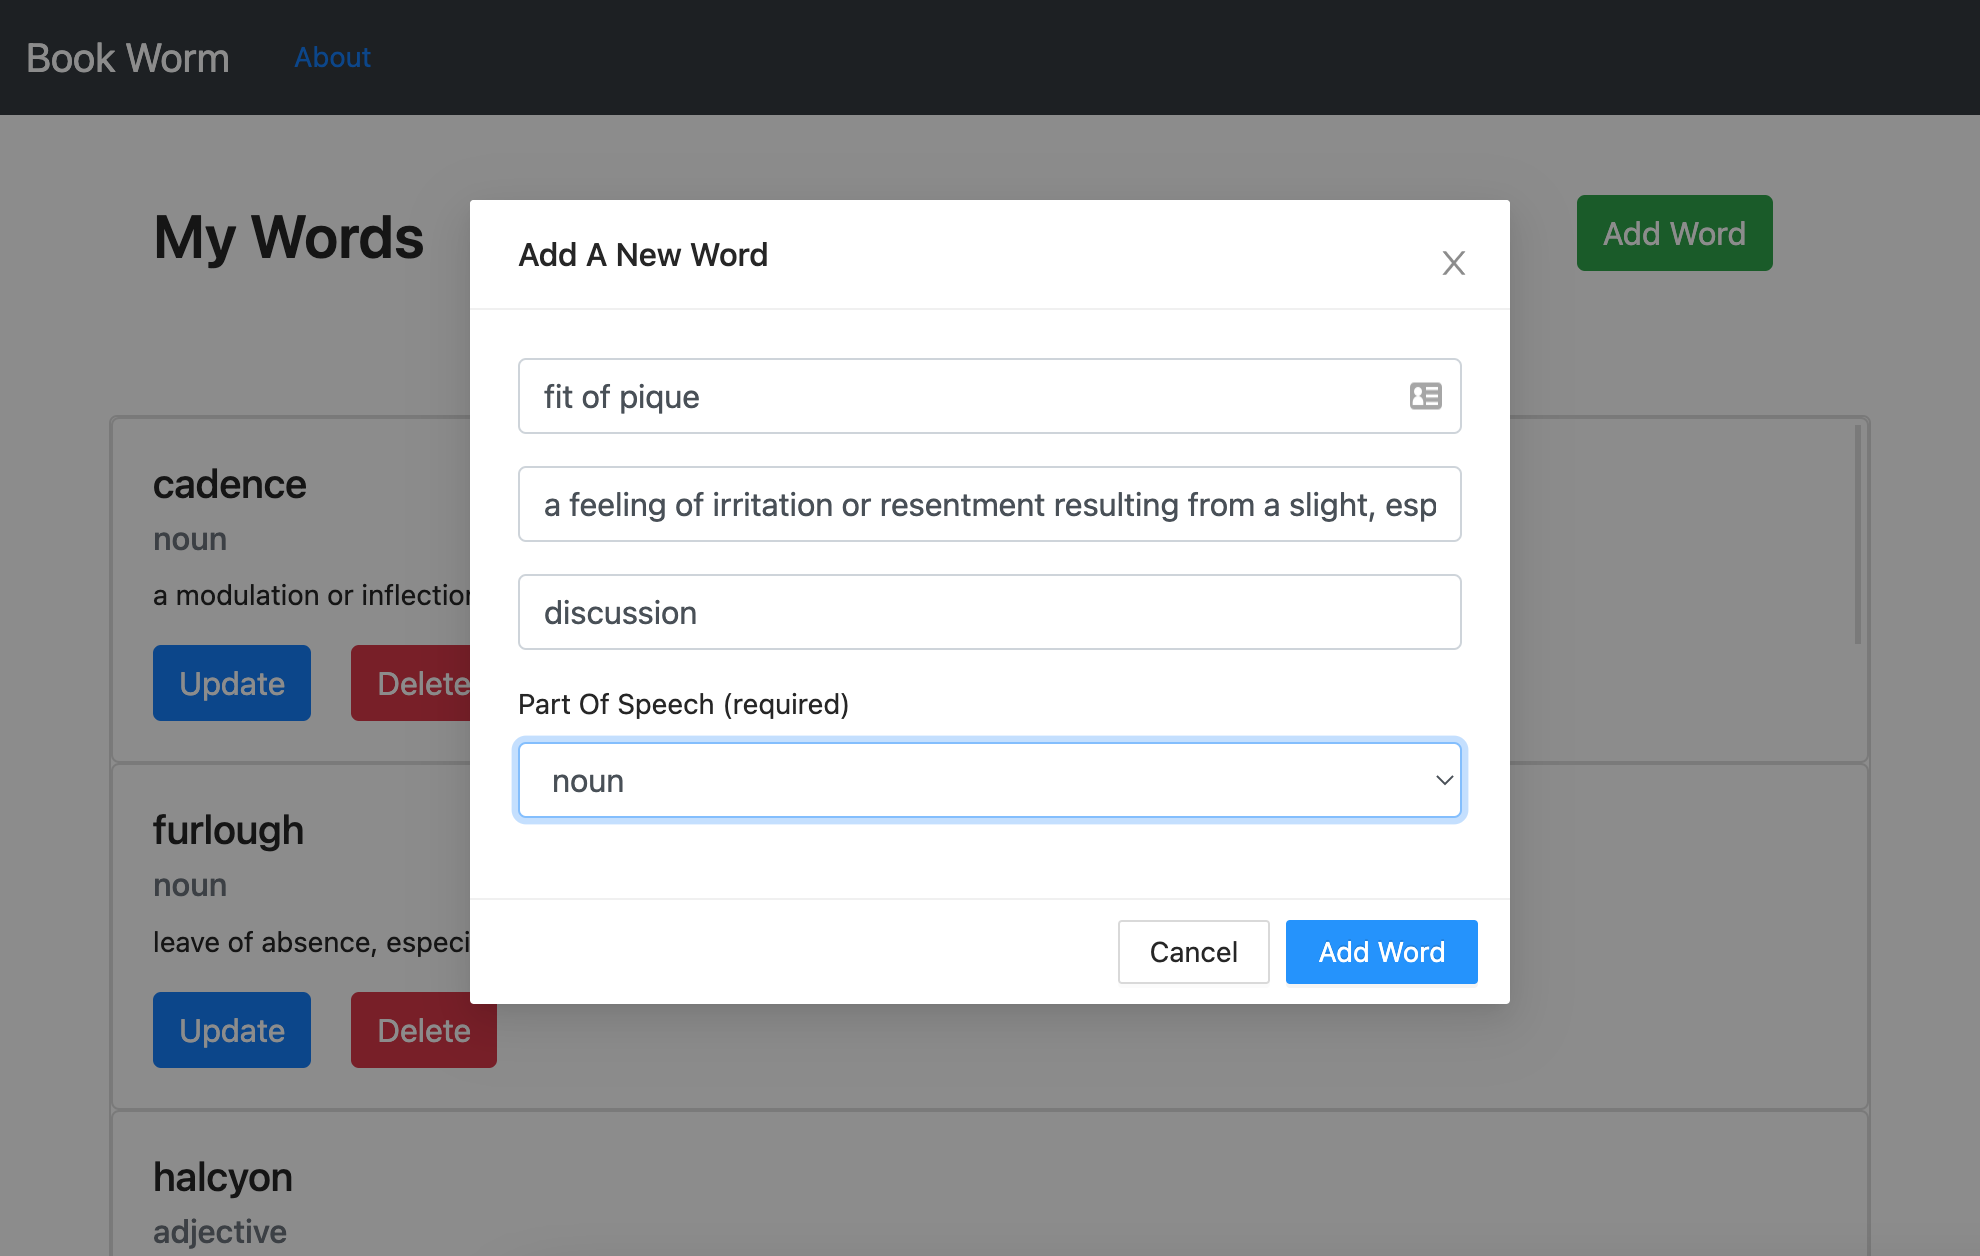 Book Worm About
My Words
Add Word
cadence
noun
a modulation or inflection
Update Delete
furlough
noun
leave of absence, especi
Update Delete
halcyon
adjective
Add A New Word
X
fit of pique
a feeling of irritation or resentment resulting from a slight, esp
discussion
Part Of Speech (required)
noun
Cancel Add Word